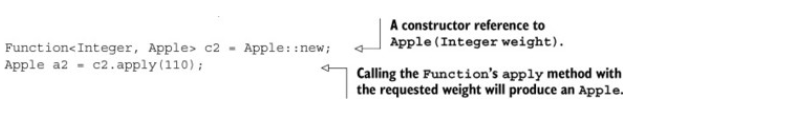 A constructor reference to
Apple(Integer weight).
Function<Integer, Apple> c2 = Apple::new;
Apple a2 = c2.apply(110);
Calling the Function's apply method with
the requested weight will produce an Apple.